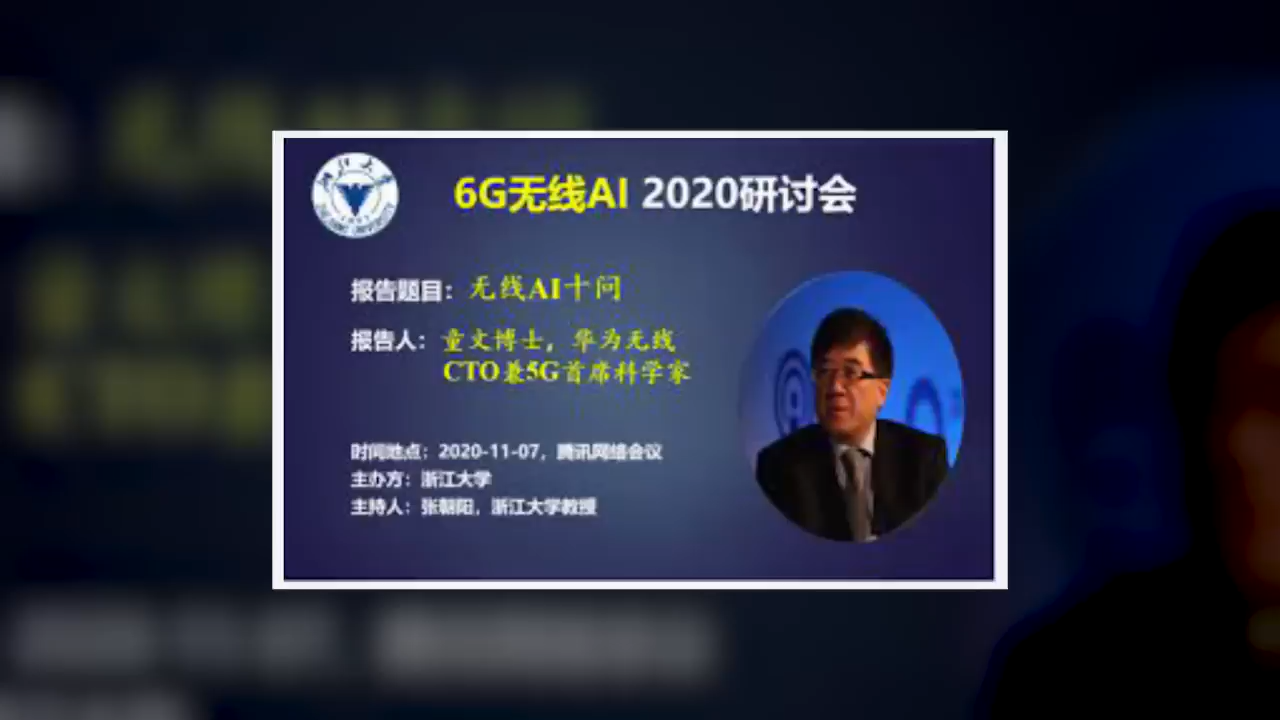 6G无线AI 2020研讨会
报告题目：无线AI十问
报告人：童文博士，华为无线
CTO兼5G首席科学家
时间地点：2020-11-07，腾讯网络会议
主办方：浙江大学
主持人：张朝阳，浙江大学教授